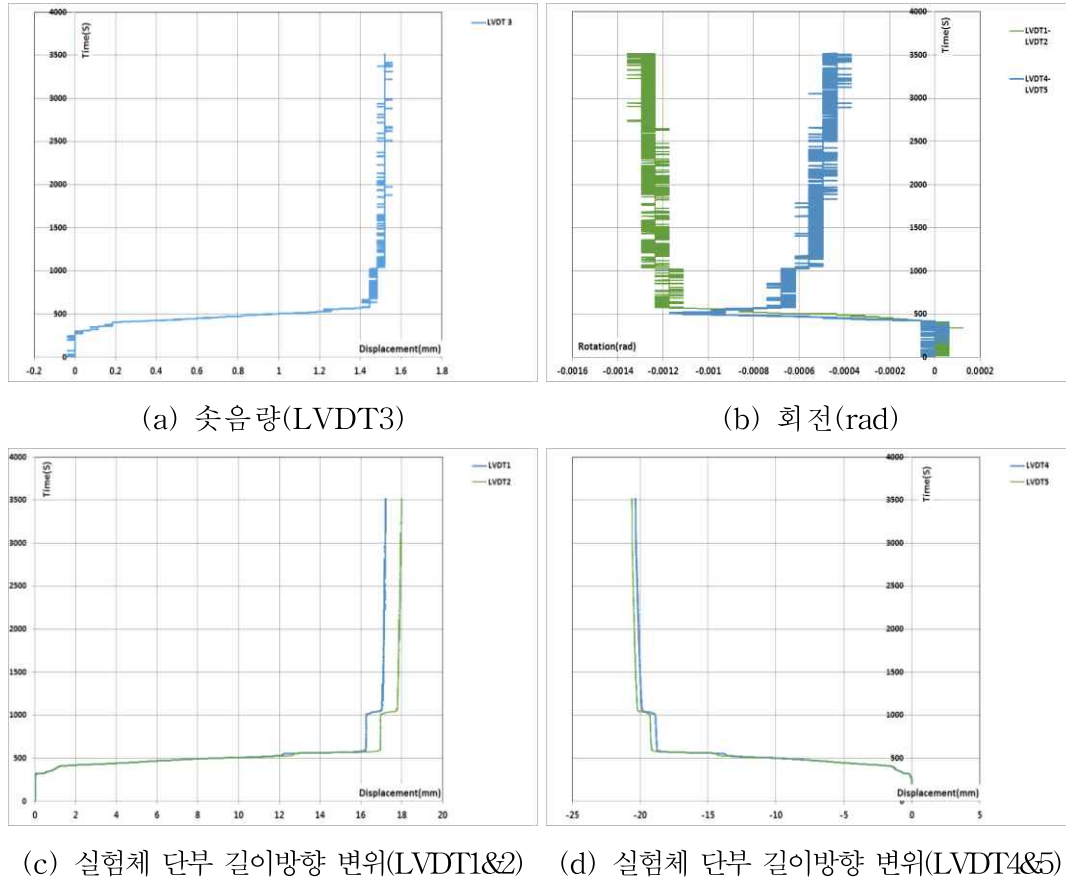 4000
Time(S)
LVDT 3
3500
3000
2500
2000
1500
1000
500
0
Displacement(mm)
-0.2 0 0.2 0.4 0.6 0.8 1 1.2 1.4 1.6 1.8
(a) 솟음량(LVDT3)
4000
Time(S)
LVDT1-
LVDT2
LVDT4-
LVDT5
3500
3000
2500
2000
1500
1000
500
0
Rotation(rad)
-0.0016 -0.0014 -0.0012 -0.001 -0.0008 -0.0006 -0.0004 -0.0002 0 0.0002
(b) 회전(rad)
4000
Time(S)
LVDT1
LVDT2
3500
3000
2500
2000
1500
1000
500
0
Displacement(mm)
0 2 4 6 8 10 12 14 16 18 20
(c) 실험체 단부 길이방향 변위(LVDT1&2)
4000
Time(S)
LVDT4
LVDT5
3500
3000
2500
2000
1500
1000
500
0
Displacement(mm)
-25 -20 -15 -10 -5 0 5
(d) 실험체 단부 길이방향 변위(LVDT4&5)